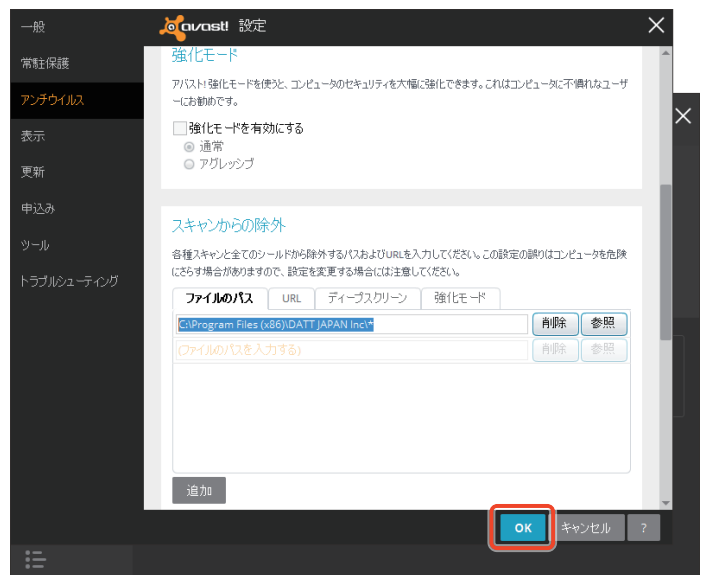 一般
常駐保護
アンチウイルス
表示
更新
申込み
ツール
トラブルシューティング
avast! 設定
強化モード
アバスト! 強化モードを使うと、コンピュータのセキュリティを大幅に強化できます。これはコンピュータに不慣れなユーザ
ーにお勧めです。
強化モードを有効にする
通常
アグレッシブ
スキャンからの除外
各種スキャンと全てのシールドから除外するパスおよびURLを入力してください。この設定の誤りはコンピュータを危険
にさらす場合がありますので、設定を変更する場合には注意してください。
ファイルのパス URL ディープスクリーン 強化モード
C:\Program Files (x86)\DATT JAPAN Inc\* 削除 参照
(ファイルのパスを入力する) 削除 参照
追加
OK キャンセル ?